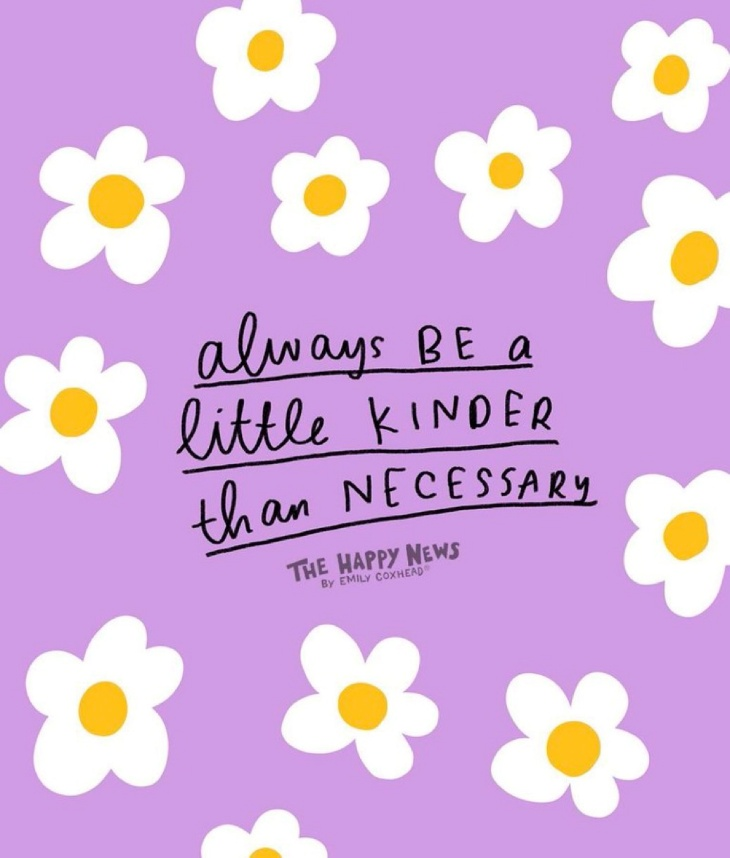 always BE a
little KINDER
than NECESSARY
THE HAPPY NEWS
BY EMILY COXHEAD®